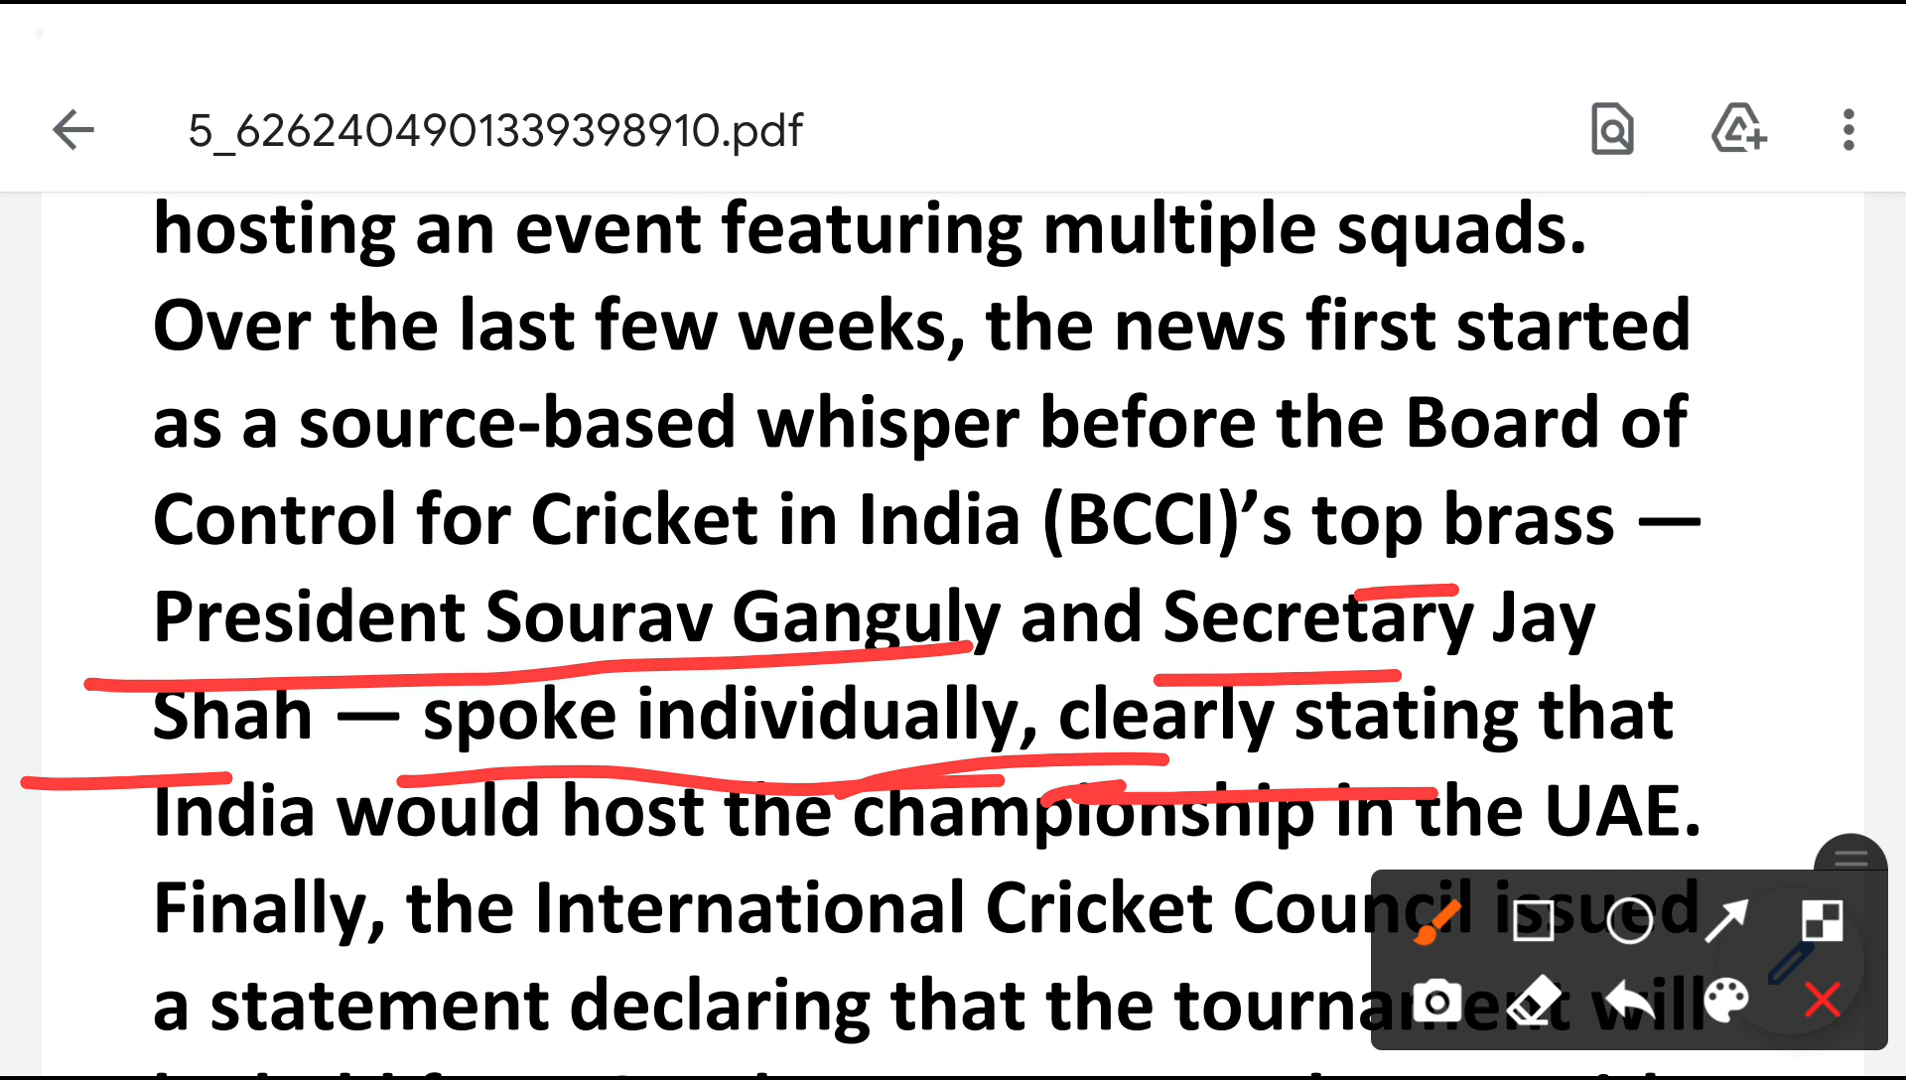 5_6262404901339398910.pdf
hosting an event featuring multiple squads.
Over the last few weeks, the news first started
as a source-based whisper before the Board of
Control for Cricket in India (BCCI)’s top brass —
President Sourav Ganguly and Secretary Jay
Shah — spoke individually, clearly stating that
India would host the championship in the UAE.
Finally, the International Cricket Council issued
a statement declaring that the tournament will